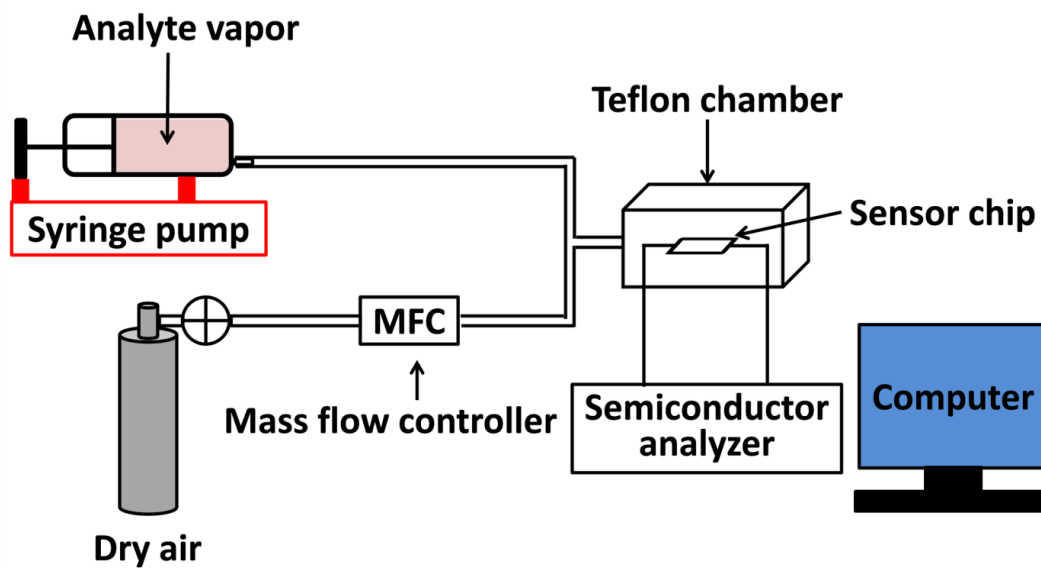 Analyte vapor
Teflon chamber
Syringe pump
Sensor chip
MFC
Mass flow controller
Semiconductor
analyzer
Computer
Dry air